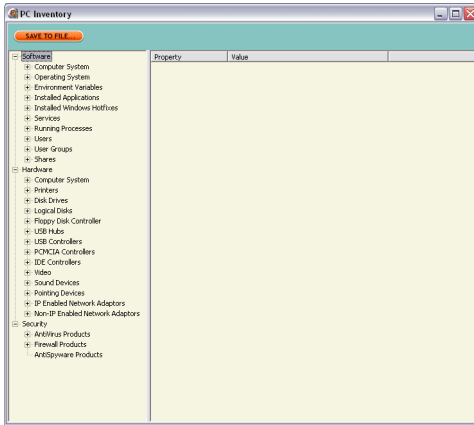 PC Inventory
SAVE TO FILE...
Property Value
Software
Computer System
Operating System
Environment Variables
Installed Applications
Installed Windows Hotfixes
Services
Running Processes
Users
User Groups
Shares
Hardware
Computer System
Printers
Disk Drives
Logical Disks
Floppy Disk Controller
USB Hubs
USB Controllers
PCMCIA Controllers
IDE Controllers
Video
Sound Devices
Pointing Devices
IP Enabled Network Adaptors
Non-IP Enabled Network Adaptors
Security
AntiVirus Products
Firewall Products
AntiSpyware Products